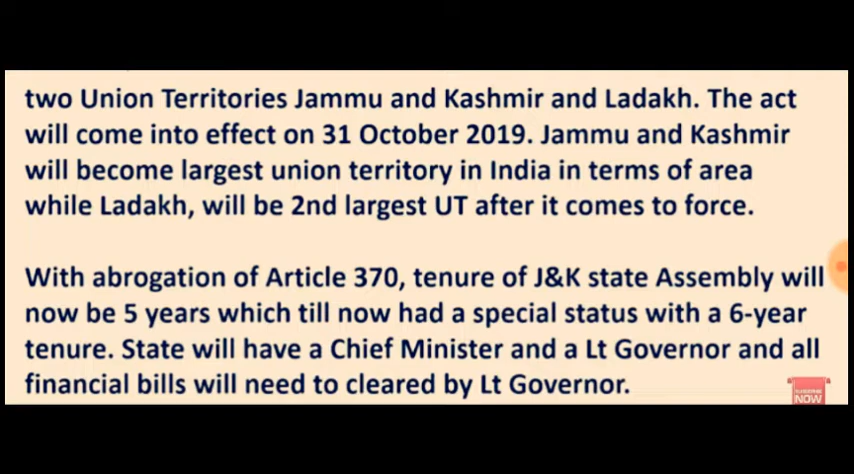 two Union Territories Jammu and Kashmir and Ladakh. The act
will come into effect on 31 October 2019. Jammu and Kashmir
will become largest union territory in India in terms of area
while Ladakh, will be 2nd largest UT after it comes to force.
With abrogation of Article 370, tenure of J&K state Assembly will
now be 5 years which till now had a special status with a 6-year
tenure. State will have a Chief Minister and a Lt Governor and all
financial bills will need to cleared by Lt Governor.
NOW